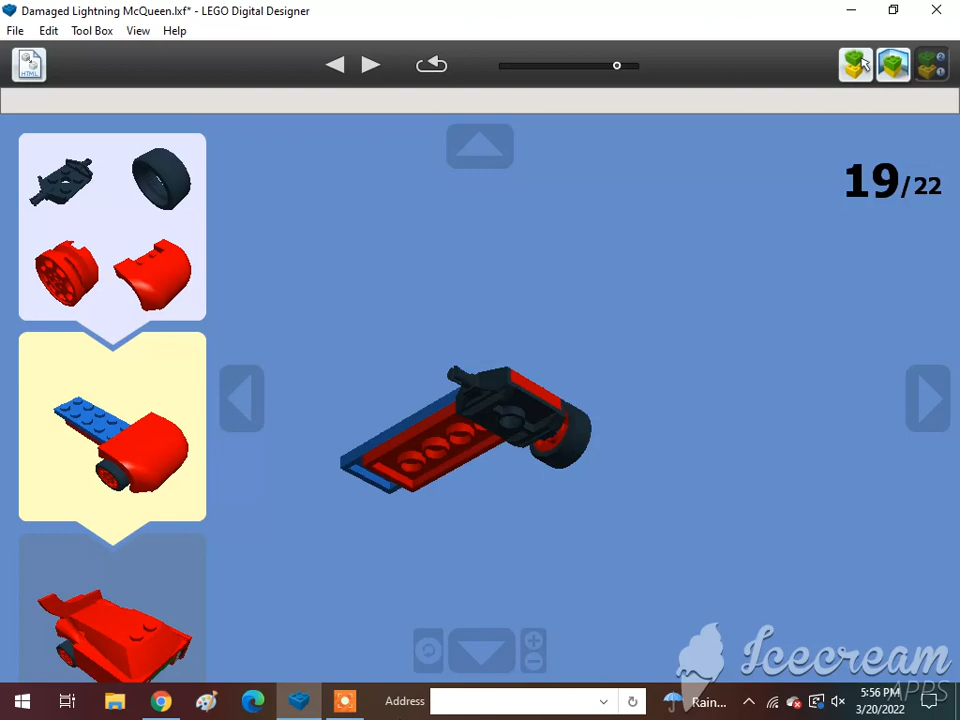 Damaged Lightning McQueen.lxf* - LEGO Digital Designer
File Edit Tool Box View Help
HTML
19/22
Icecream
APPS
Address
Rain...
5:56 PM
3/20/2022